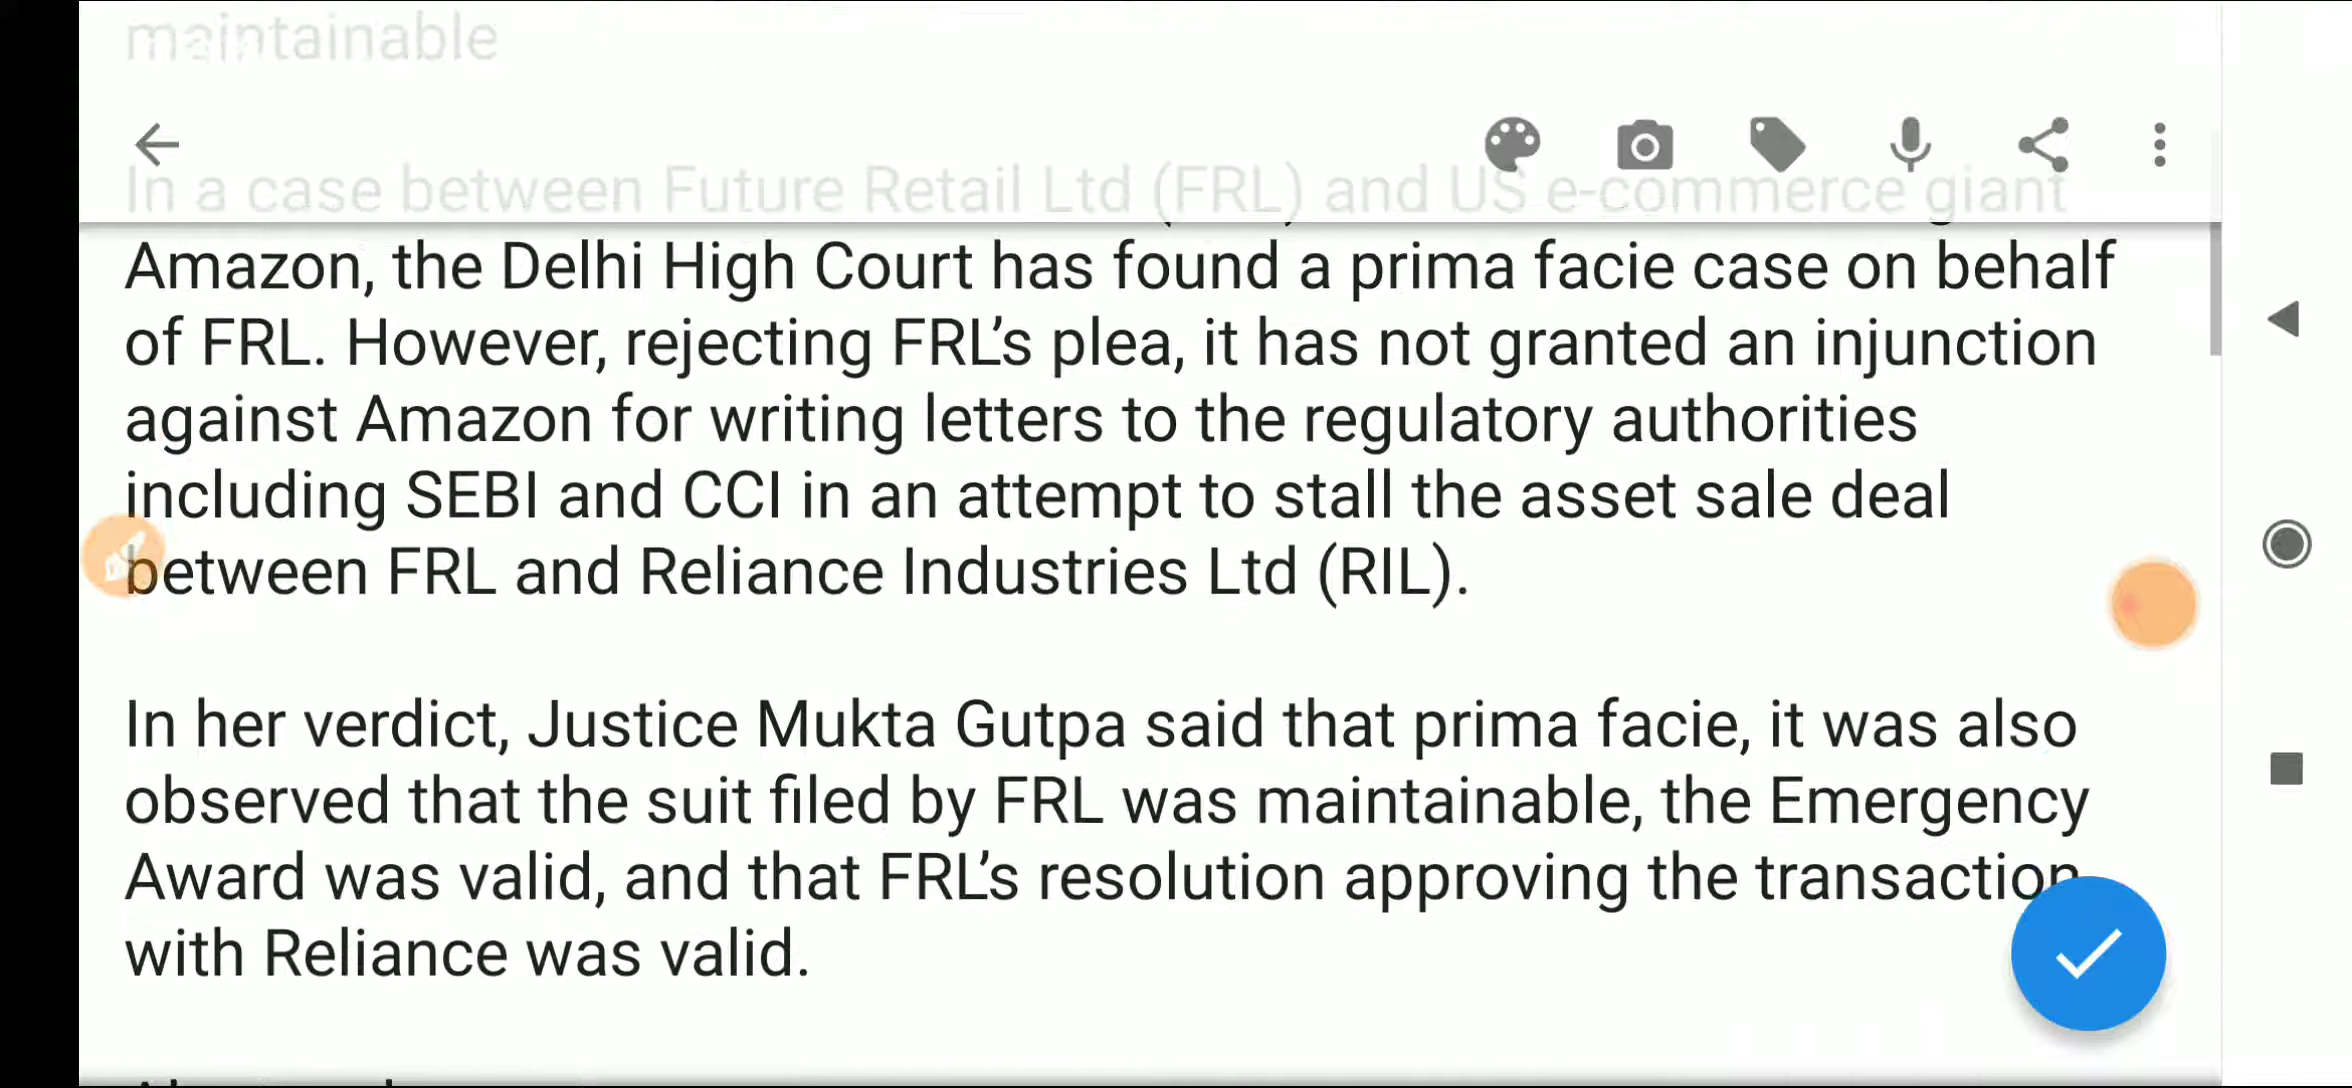 maintainable
In a case between Future Retail Ltd (FRL) and US e-commerce giant
Amazon, the Delhi High Court has found a prima facie case on behalf
of FRL. However, rejecting FRL's plea, it has not granted an injunction
against Amazon for writing letters to the regulatory authorities
including SEBI and CCI in an attempt to stall the asset sale deal
between FRL and Reliance Industries Ltd (RIL).
In her verdict, Justice Mukta Gutpa said that prima facie, it was also
observed that the suit filed by FRL was maintainable, the Emergency
Award was valid, and that FRL's resolution approving the transaction
with Reliance was valid.